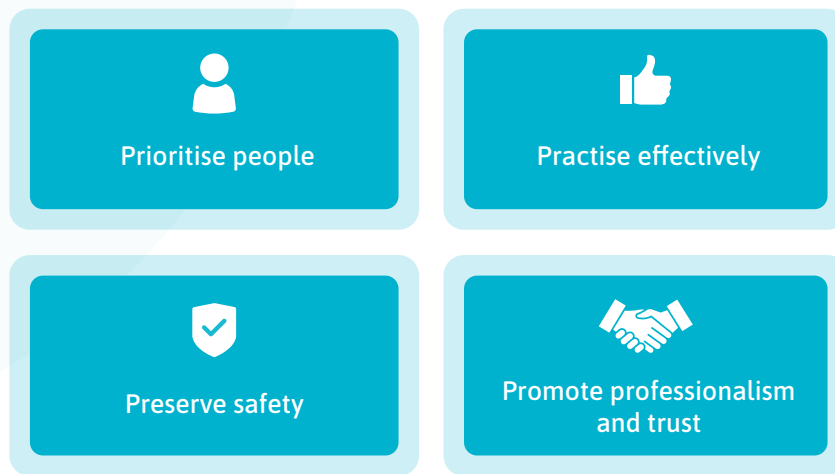 Prioritise people
Practise effectively
Preserve safety
Promote professionalism
and trust